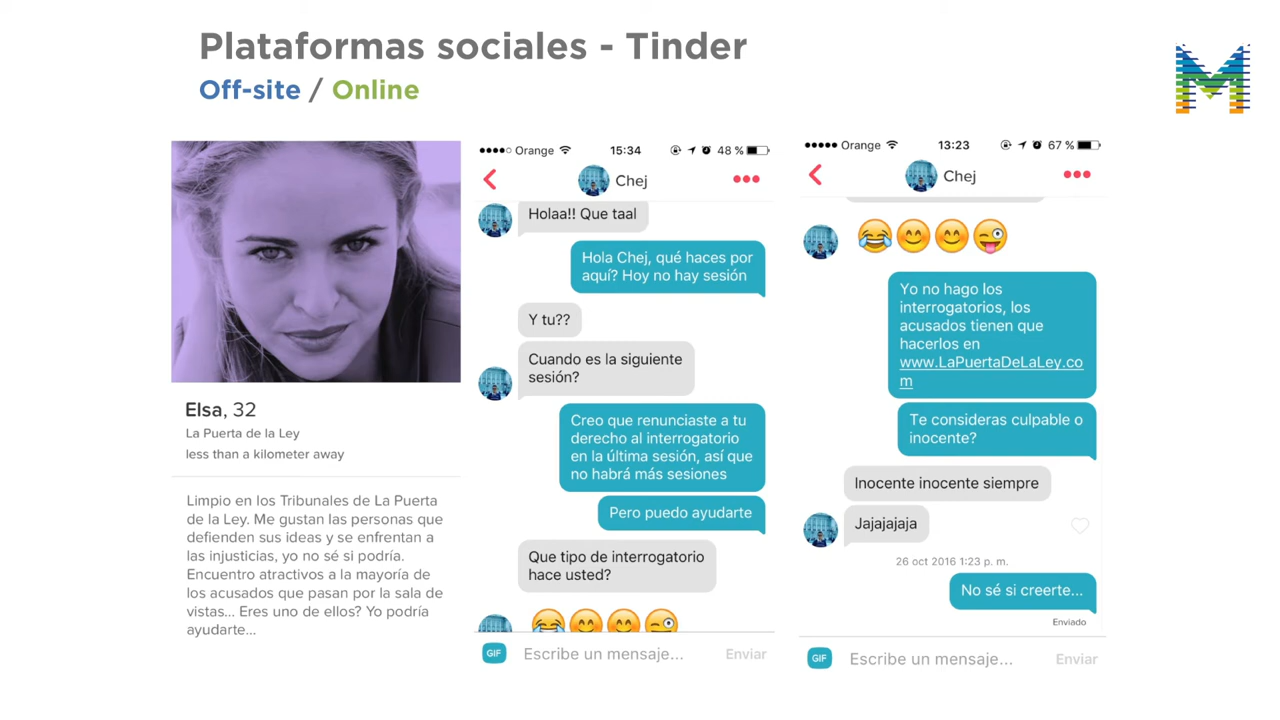 Plataformas sociales - Tinder
Off-site / Online
Elsa, 32
La Puerta de la Ley
less than a kilometer away
Limpio en los Tribunales de La Puerta
de la Ley. Me gustan las personas que
defienden sus ideas y se enfrentan a
las injusticias, yo no sé si podría.
Encuentro atractivos a la mayoría de
los acusados que pasan por la sala de
vistas... Eres uno de ellos? Yo podría
ayudarte...
Orange 15:34 48 %
Chej
Holaa!! Que taal
Hola Chej, qué haces por
aquí? Hoy no hay sesión
Y tu??
Cuando es la siguiente
sesión?
Creo que renunciaste a tu
derecho al interrogatorio
en la última sesión, así que
no habrá más sesiones
Pero puedo ayudarte
Que tipo de interrogatorio
hace usted?
GIF Escribe un mensaje... Enviar
Orange 13:23 67 %
Chej
Yo no hago los
interrogatorios, los
acusados tienen que
hacerlos en
www.LaPuertaDeLaLey.co
m
Te consideras culpable o
inocente?
Inocente inocente siempre
Jajajajaja
26 oct 2016 1:23 p. m.
No sé si creerte...
Enviado
GIF Escribe un mensaje... Enviar